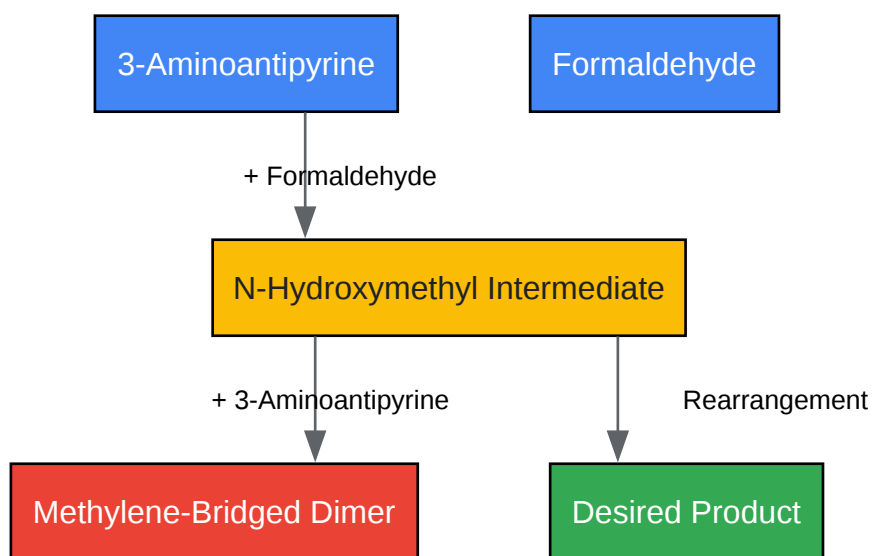 3-Aminoantipyrine
Formaldehyde
+ Formaldehyde
N-Hydroxymethyl Intermediate
+ 3-Aminoantipyrine
Rearrangement
Methylene-Bridged Dimer
Desired Product